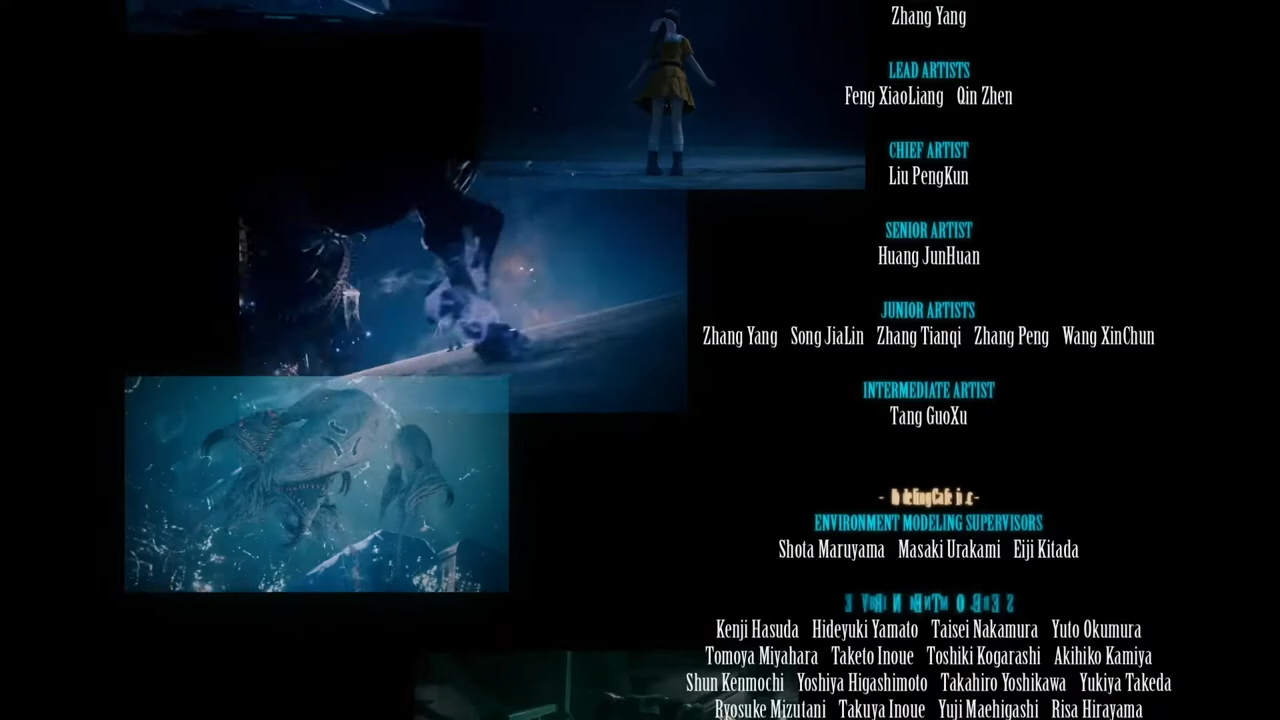 Zhang Yang
LEAD ARTISTS
Feng XiaoLiang Qin Zhen
CHIEF ARTIST
Liu PengKun
SENIOR ARTIST
Huang JunHuan
JUNIOR ARTISTS
Zhang Yang Song JiaLin Zhang Tianqi Zhang Peng Wang XinChun
INTERMEDIATE ARTIST
Tang GuoXu
ENVIRONMENT MODELING SUPERVISORS
Shota Maruyama Masaki Urakami Eiji Kitada
Kenji Hasuda Hideyuki Yamato Taisei Nakamura Yuto Okumura
Tomoya Miyahara Taketo Inoue Toshiki Kogarashi Akihiko Kamiya
Shun Kenmochi Yoshiya Higashimoto Takahiro Yoshikawa Yukiya Takeda
Ryosuke Mizutani Takuya Inoue Yuji Maehigashi Risa Hirayama